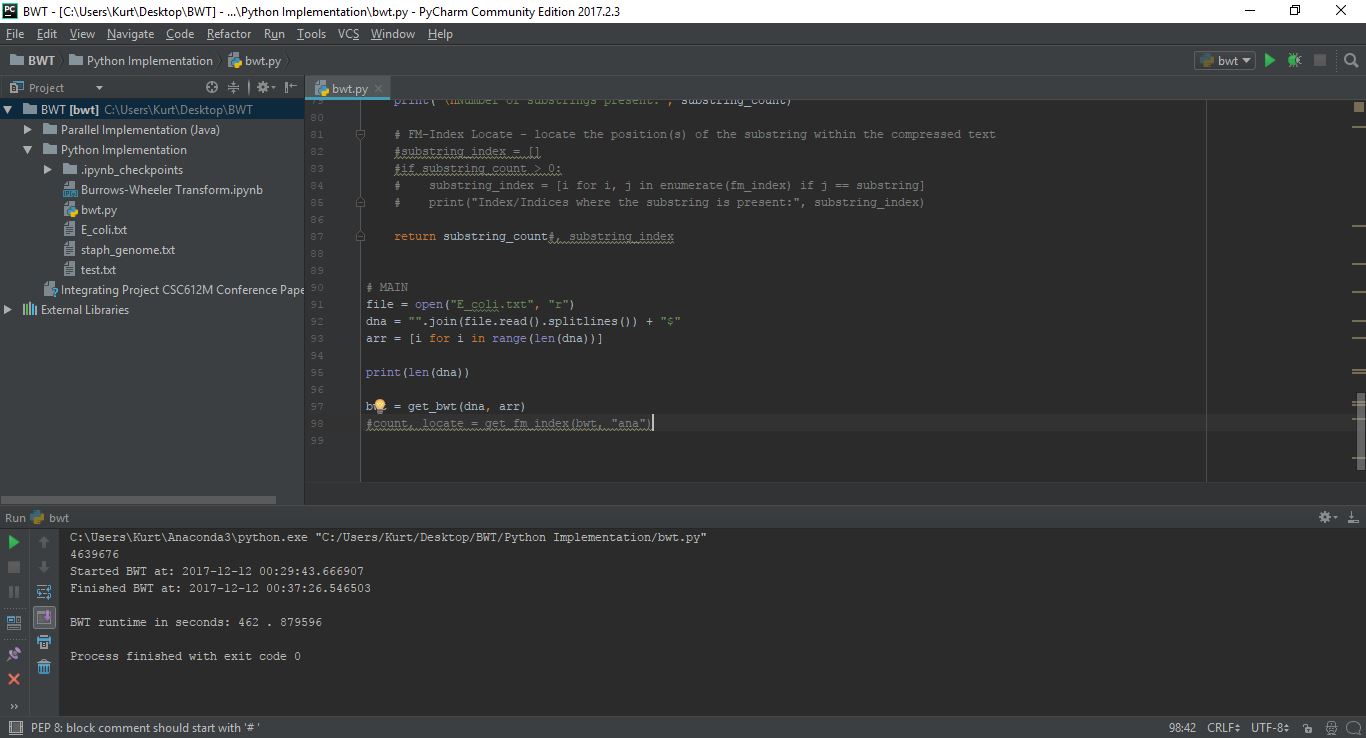 BWT - [C:\Users\Kurt\Desktop\BWT] - ...\Python Implementation\bwt.py - PyCharm Community Edition 2017.2.3
File Edit View Navigate Code Refactor Run Tools VCS Window Help
BWT Python Implementation bwt.py bwt
Project
bwt.py
BWT [bwt] C:\Users\Kurt\Desktop\BWT
Parallel Implementation (Java)
Python Implementation
.ipynb_checkpoints
Burrows-Wheeler Transform.ipynb
bwt.py
E_coli.txt
staph_genome.txt
test.txt
Integrating Project CSC612M Conference Pape
External Libraries
79 print("\nNumber of substrings present:", substring_count)
80
81 # FM-Index Locate - locate the position(s) of the substring within the compressed text
82 #substring_index = []
83 #if substring_count > 0:
84 #    substring_index = [i for i, j in enumerate(fm_index) if j == substring]
85 #    print("Index/Indices where the substring is present:", substring_index)
86
87 return substring_count#, substring_index
88
89
90 # MAIN
91 file = open("E_coli.txt", "r")
92 dna = "".join(file.read().splitlines()) + "$"
93 arr = [i for i in range(len(dna))]
94
95 print(len(dna))
96
97 bwt = get_bwt(dna, arr)
98 #count, locate = get_fm_index(bwt, "ana")
99
Run bwt
C:\Users\Kurt\Anaconda3\python.exe "C:/Users/Kurt/Desktop/BWT/Python Implementation/bwt.py"
4639676
Started BWT at: 2017-12-12 00:29:43.666907
Finished BWT at: 2017-12-12 00:37:26.546503
BWT runtime in seconds: 462 . 879596
Process finished with exit code 0
PEP 8: block comment should start with '# '
98:42 CRLF UTF-8